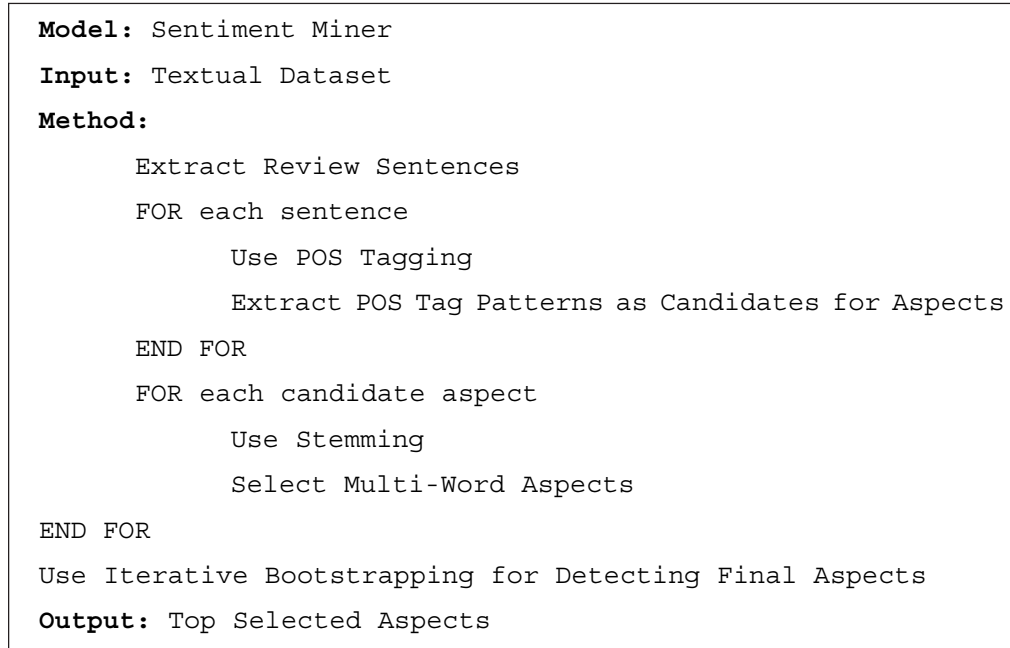 Model: Sentiment Miner
Input: Textual Dataset
Method:
Extract Review Sentences
FOR each sentence
Use POS Tagging
Extract POS Tag Patterns as Candidates for Aspects
END FOR
FOR each candidate aspect
Use Stemming
Select Multi-Word Aspects
END FOR
Use Iterative Bootstrapping for Detecting Final Aspects
Output: Top Selected Aspects